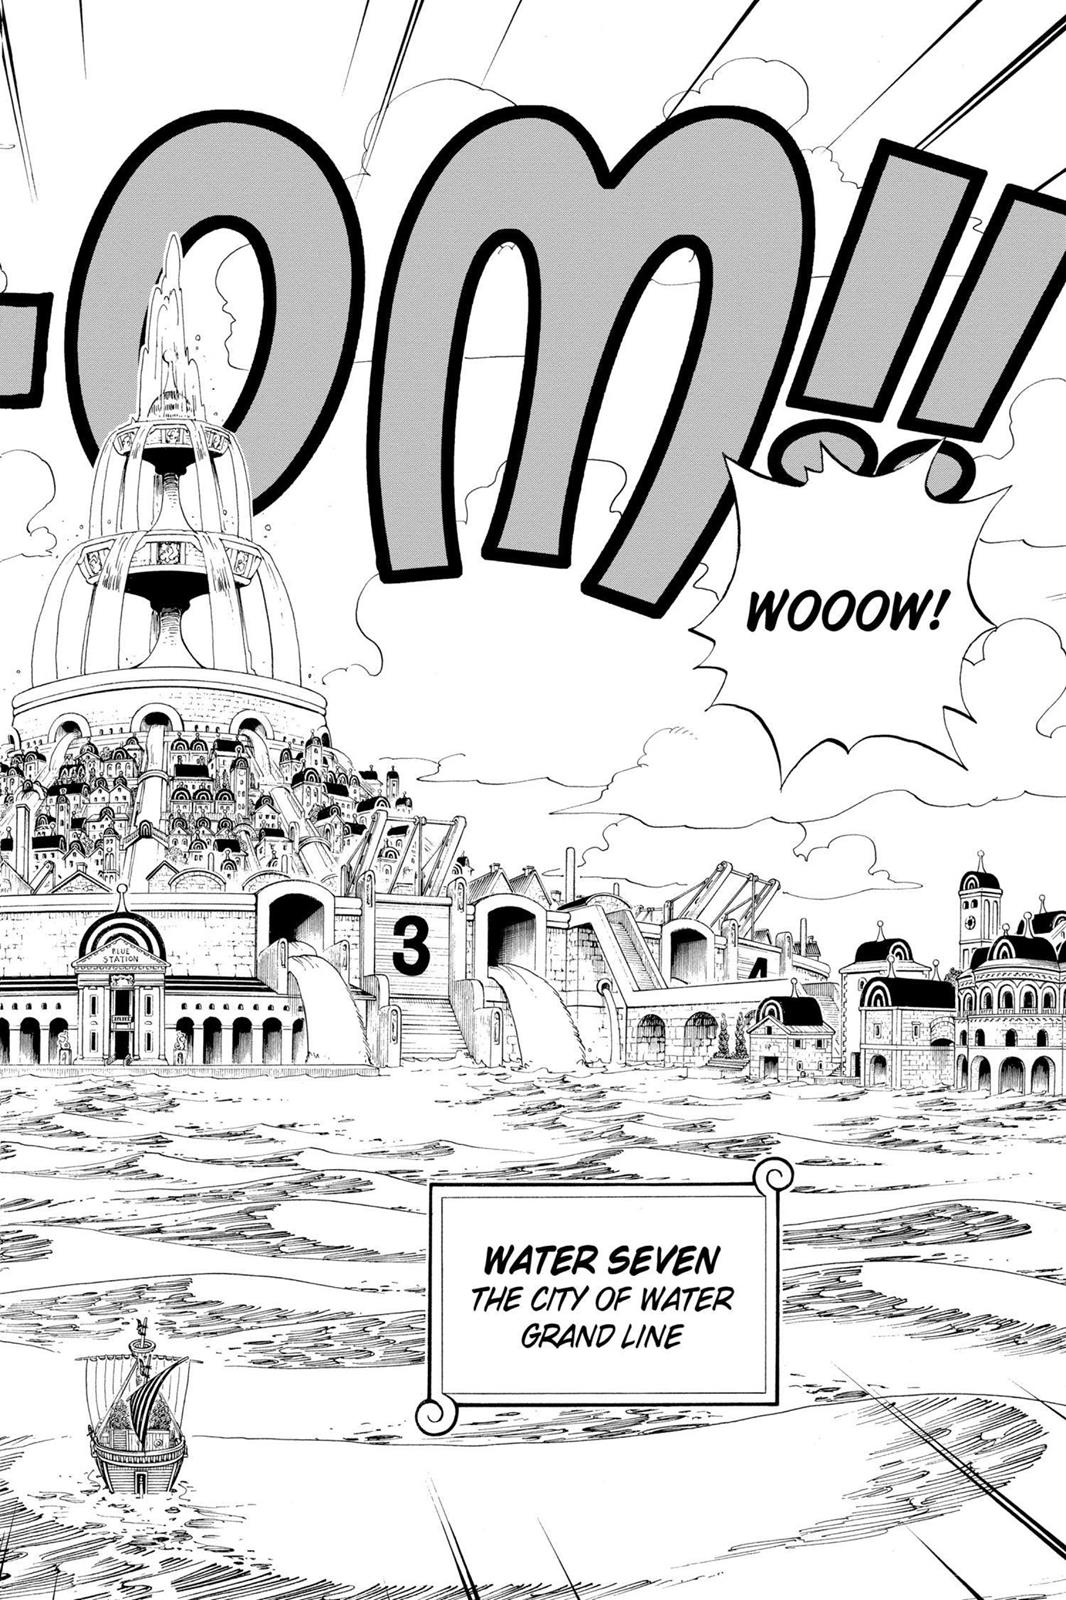 -OM!!
WOOOW!
3
4
BLUE
STATION
WATER SEVEN
THE CITY OF WATER
GRAND LINE